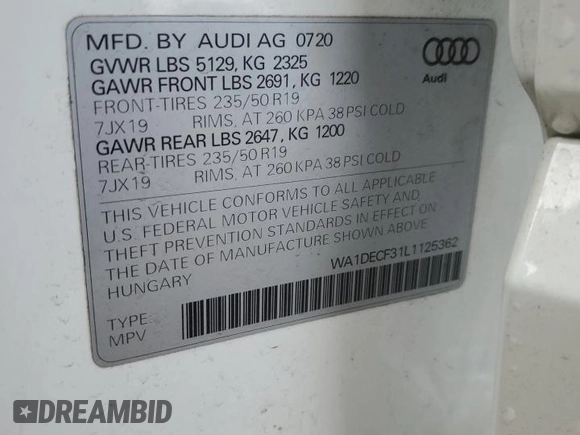 MFD. BY AUDI AG 0720
GVWR LBS 5129, KG 2325
GAWR FRONT LBS 2691, KG 1220
FRONT-TIRES 235/50 R19
7JX19 RIMS, AT 260 KPA 38 PSI COLD
GAWR REAR LBS 2647, KG 1200
REAR-TIRES 235/50 R19
7JX19 RIMS, AT 260 KPA 38 PSI COLD
THIS VEHICLE CONFORMS TO ALL APPLICABLE
U.S. FEDERAL MOTOR VEHICLE SAFETY AND
THEFT PREVENTION STANDARDS IN EFFECT ON
THE DATE OF MANUFACTURE SHOWN ABOVE
HUNGARY
WA1DECF31L1125362
TYPE:
MPV
Audi
DREAMBID